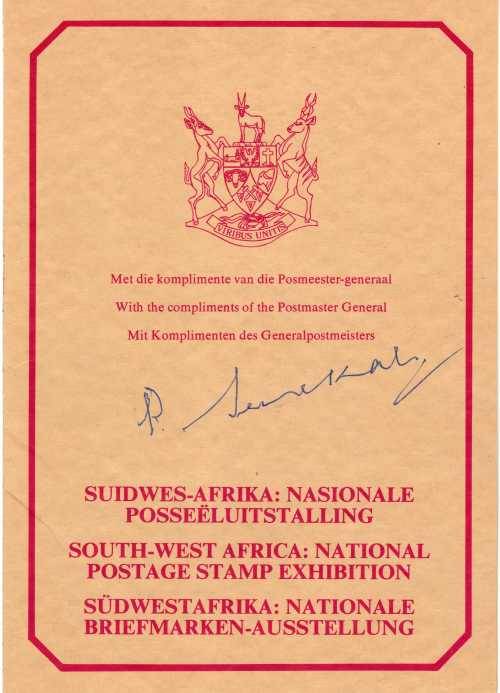 VIRIBUS UNITIS
Met die komplimente van die Posmeester-generaal
With the compliments of the Postmaster General
Mit Komplimenten des Generalpostmeisters
SUIDWES-AFRIKA: NASIONALE
POSSEËLUITSTALLING
SOUTH-WEST AFRICA: NATIONAL
POSTAGE STAMP EXHIBITION
SÜDWESTAFRIKA: NATIONALE
BRIEFMARKEN-AUSSTELLUNG